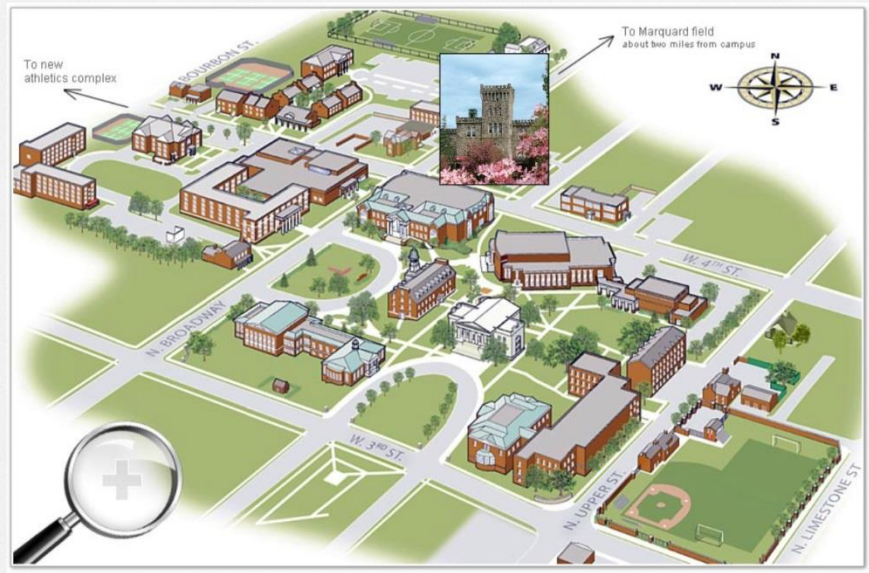 To new
athletics complex
BOURBON ST.
To Marquard field
about two miles from campus
N
W
E
S
W. 4TH ST.
N. BROADWAY
W. 3RD ST.
N. UPPER ST.
N. LIMESTONE ST